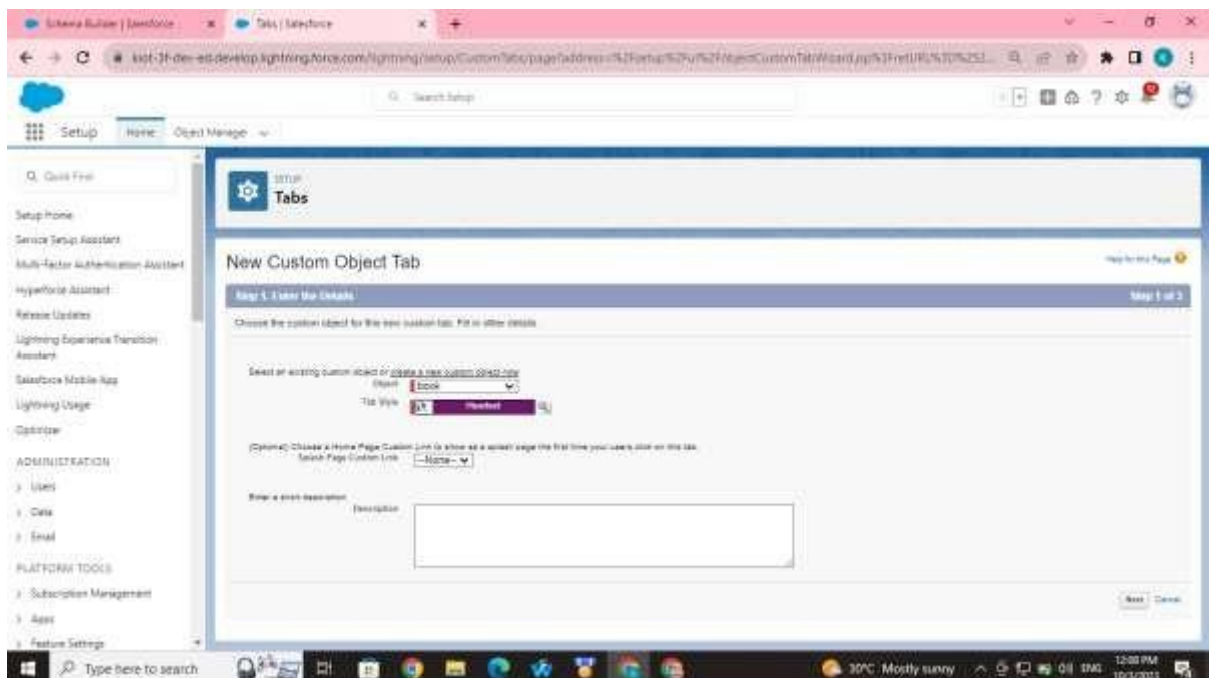 Schema Builder | Salesforce
Tabs | Salesforce
Search Setup
Setup
Home
Object Manager
Quick Find
SETUP
Tabs
Setup Home
Service Setup Assistant
Multi-Factor Authentication Assistant
Hyperforce Assistant
Release Updates
Lightning Experience Transition
Assistant
Salesforce Mobile App
Lightning Usage
Optimizer
ADMINISTRATION
Users
Data
Email
PLATFORM TOOLS
Subscription Management
Apps
Feature Settings
New Custom Object Tab
Help for this Page
Step 1. Enter the Details
Step 1 of 3
Choose the custom object for this new custom tab. Fill in other details.
Select an existing custom object or create a new custom object now.
Object
book
Tab Style
Headset
(Optional) Choose a Home Page Custom Link to show as a splash page the first time your users click on this tab.
Splash Page Custom Link
--None--
Enter a short description.
Description
Next
Cancel
Type here to search
30°C Mostly sunny
ENG
12:00 PM